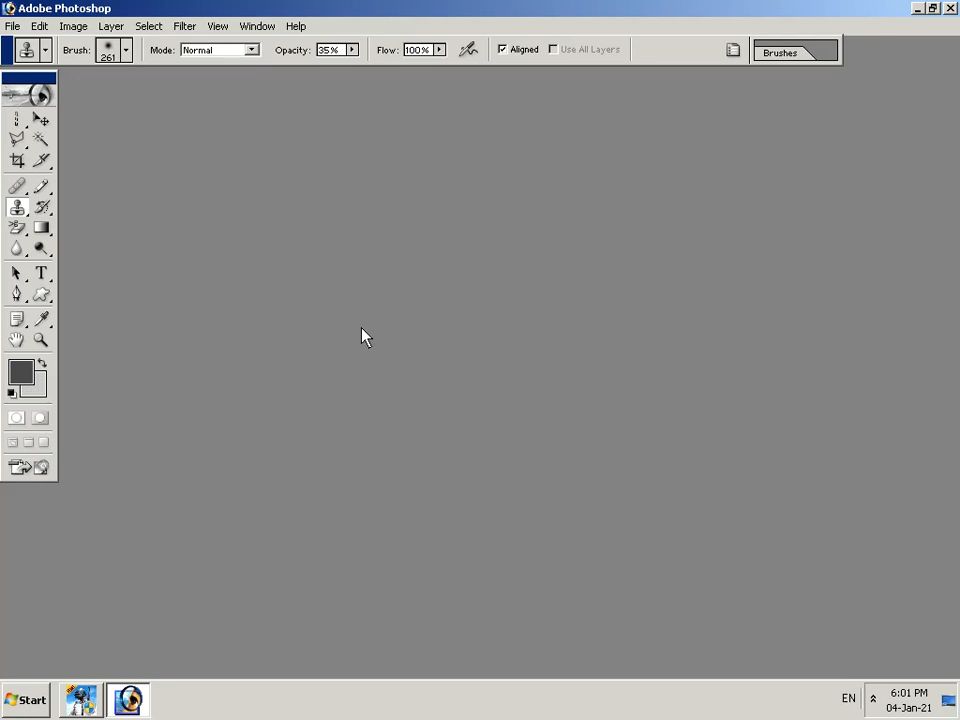 Adobe Photoshop
File Edit Image Layer Select Filter View Window Help
Brush: 261 Mode: Normal Opacity: 35% Flow: 100% Aligned Use All Layers Brushes
T
Start EN 6:01 PM
04-Jan-21